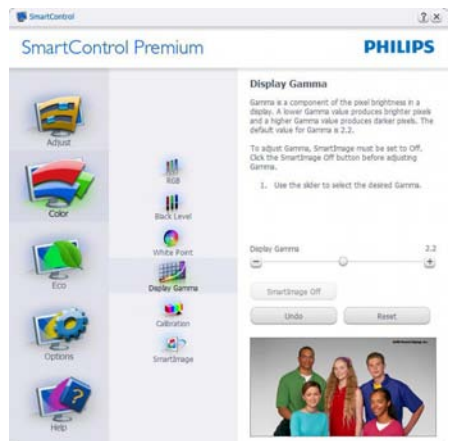 SmartControl
SmartControl Premium
PHILIPS
Adjust
Color
Eco
Options
Help
RGB
Black Level
White Point
Display Gamma
Calibration
SmartImage
Display Gamma
Gamma is a component of the pixel brightness in a
display. A lower Gamma value produces brighter pixels
and a higher Gamma value produces darker pixels. The
default value for Gamma is 2.2.
To adjust Gamma, SmartImage must be set to Off.
Click the SmartImage Off button before adjusting
Gamma.
1. Use the slider to select the desired Gamma.
Display Gamma 2.2
SmartImage Off
Undo Reset